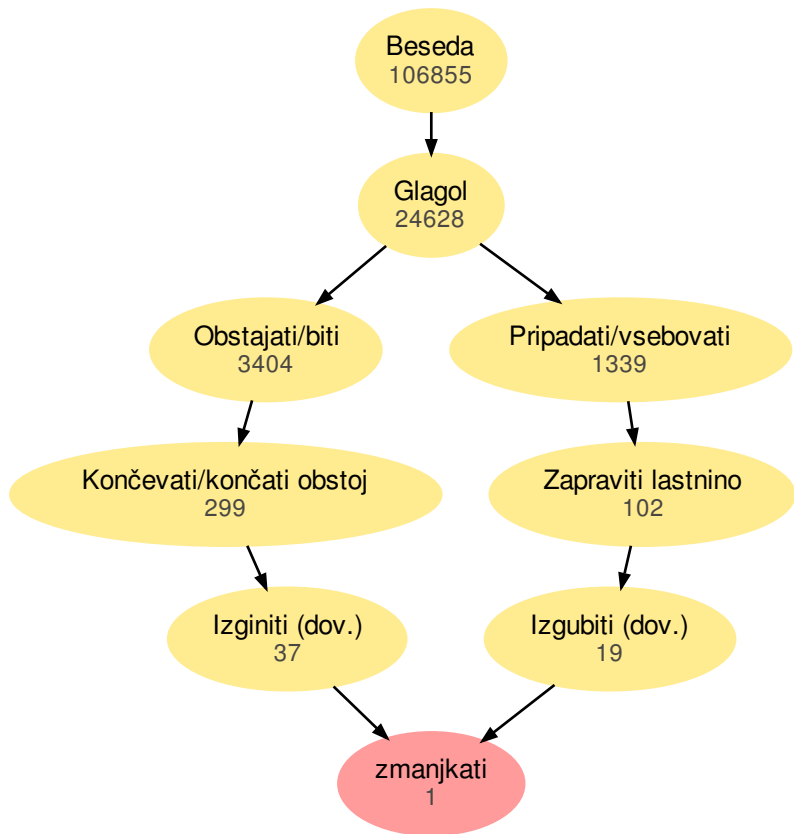 Beseda
106855
Glagol
24628
Obstajati/biti
3404
Pripadati/vsebovati
1339
Končevati/končati obstoj
299
Zapraviti lastnino
102
Izginiti (dov.)
37
Izgubiti (dov.)
19
zmanjkati
1